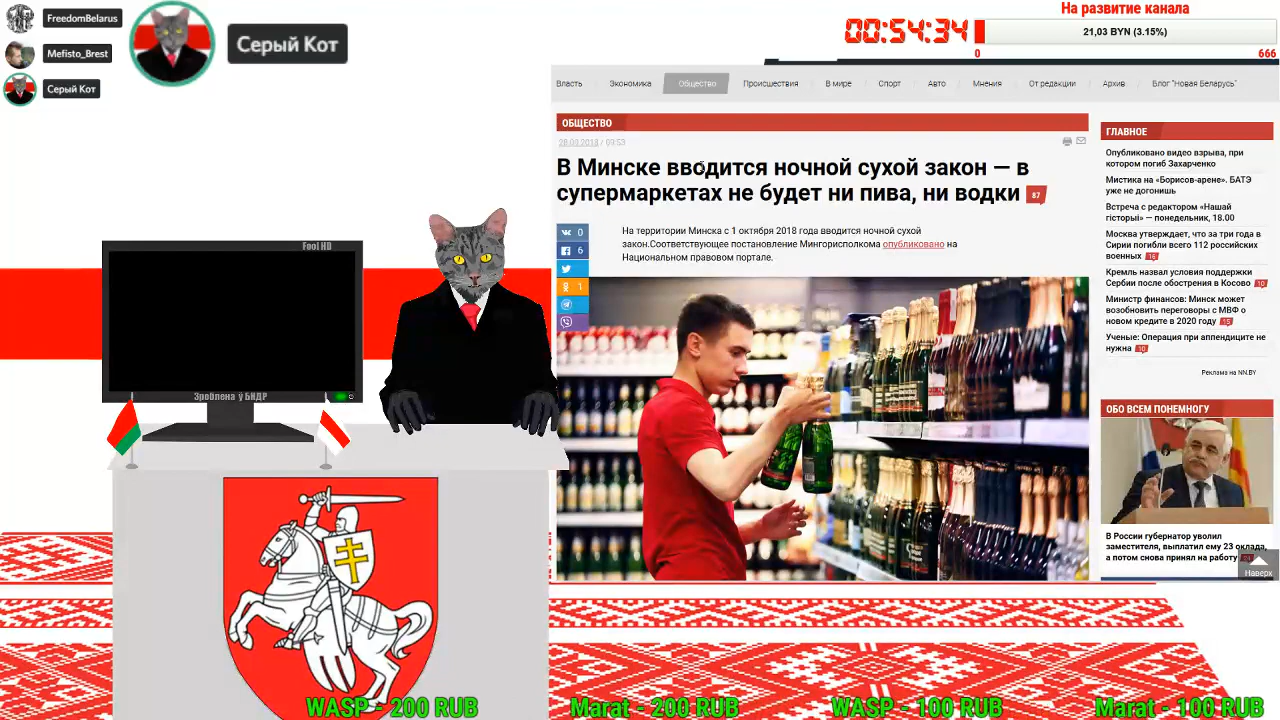 FreedomBelarus
Mefisto_Brest
Серый Кот
Серый Кот
00:54:34
На развитие канала
21,03 BYN (3.15%)
0
666
Власть
Экономика
Общество
Происшествия
В мире
Спорт
Авто
Мнения
От редакции
Архив
Блог "Новая Беларусь"
ОБЩЕСТВО
28.09.2018 / 09:53
В Минске вводится ночной сухой закон — в
супермаркетах не будет ни пива, ни водки 87
0
6
1
На территории Минска с 1 октября 2018 года вводится ночной сухой
закон.Соответствующее постановление Мингорисполкома опубликовано на
Национальном правовом портале.
ГЛАВНОЕ
Опубликовано видео взрыва, при
котором погиб Захарченко
Мистика на «Борисов-арене». БАТЭ
уже не догонишь
Встреча с редактором «Нашай
гісторыі» — понедельник, 18.00
Москва утверждает, что за три года в
Сирии погибли всего 112 российских
военных 16
Кремль назвал условия поддержки
Сербии после обострения в Косово 10
Министр финансов: Минск может
возобновить переговоры с МВФ о
новом кредите в 2020 году 15
Ученые: Операция при аппендиците не
нужна 10
Реклама на NN.BY
ОБО ВСЕМ ПОНЕМНОГУ
В России губернатор уволил
заместителя, выплатил ему 23 оклада,
а потом снова принял на работу
Наверх
Fool HD
Зроблена ў БНДР
WASP - 200 RUB
Marat - 200 RUB
WASP - 100 RUB
Marat - 100 RUB